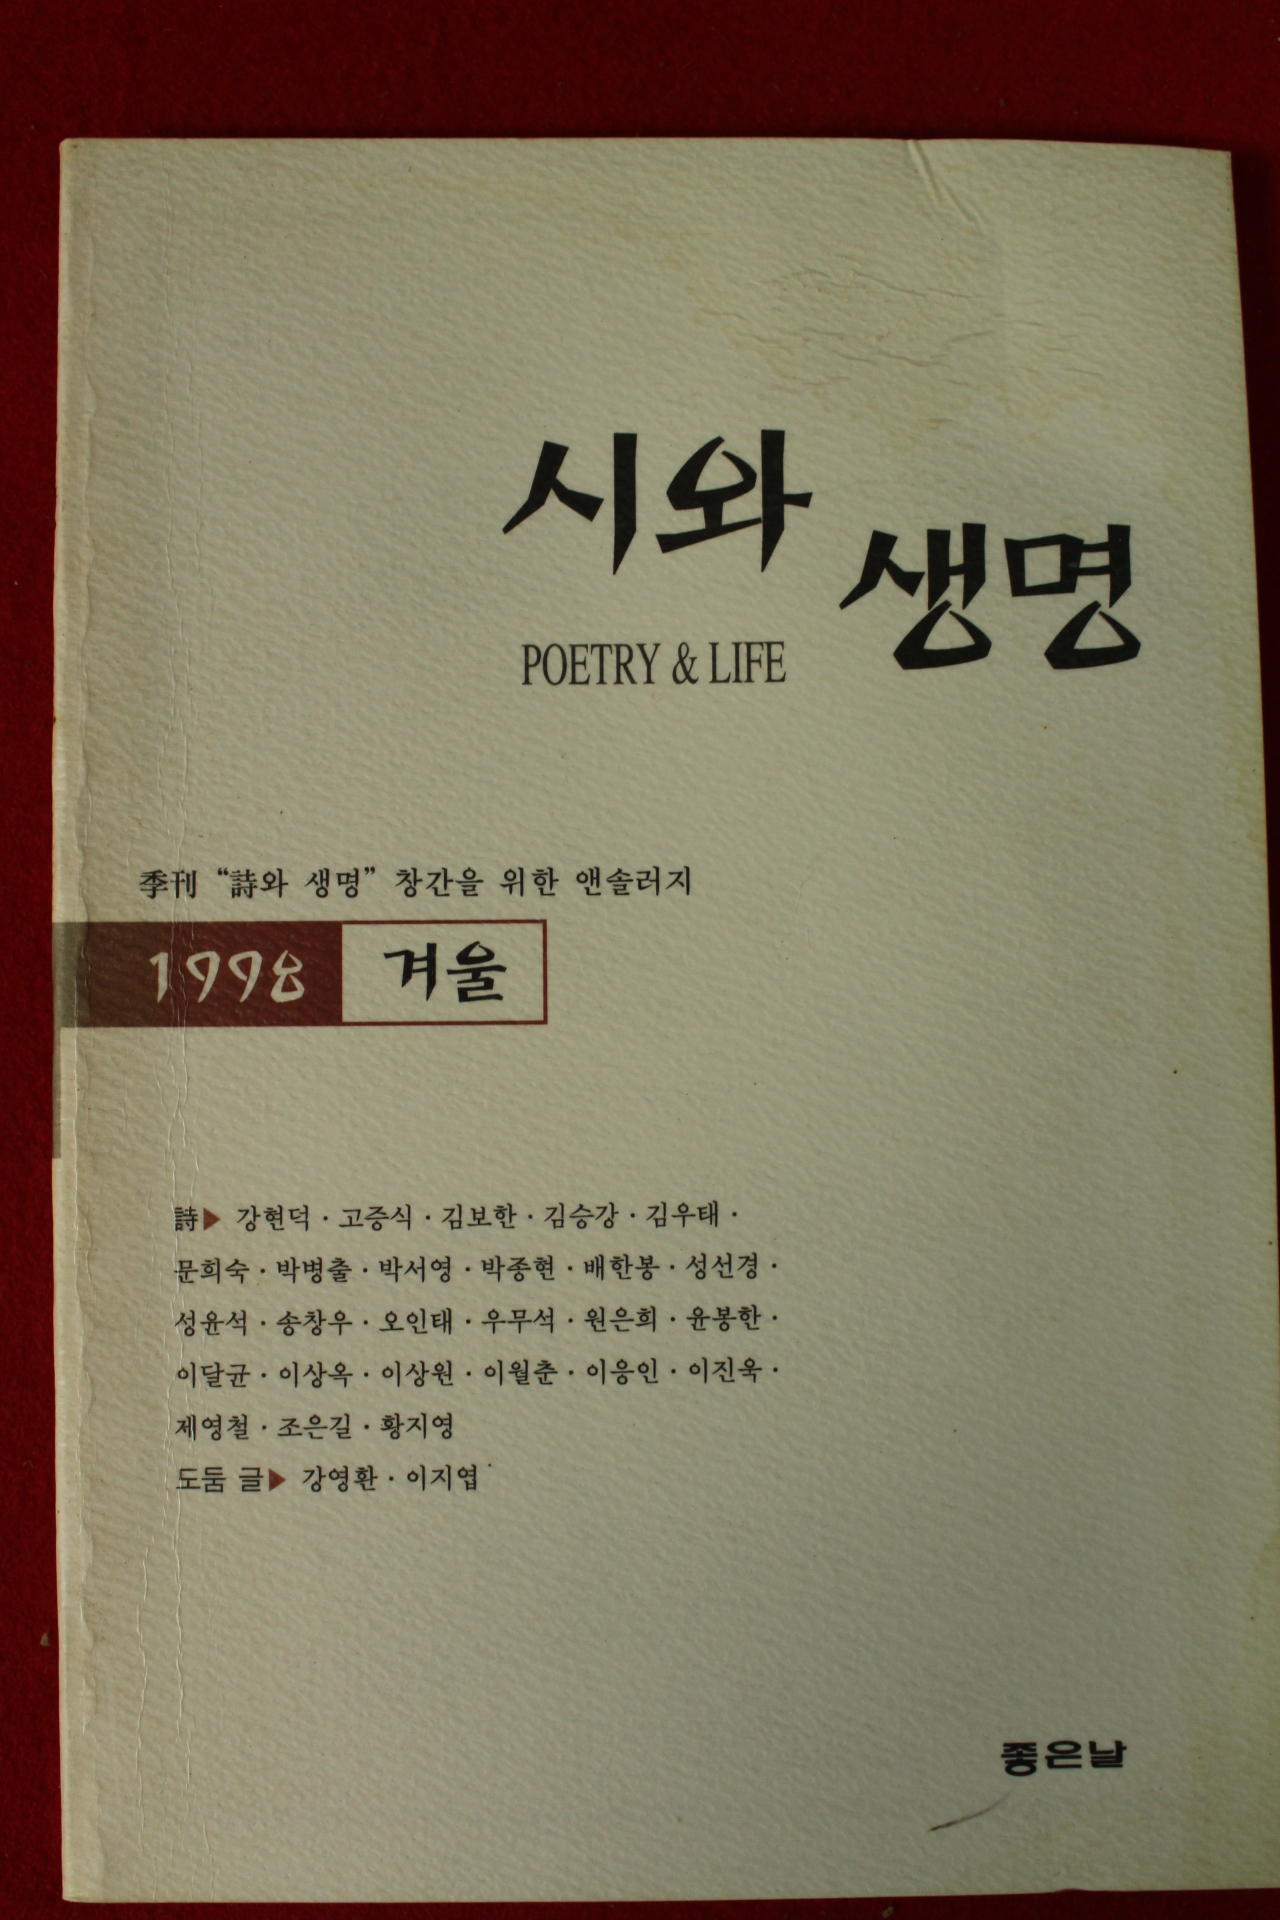 시와
생명
POETRY & LIFE
季刊 “詩와 생명” 창간을 위한 앤솔러지
1998 겨울
詩▶ 강현덕 · 고증식 · 김보한 · 김승강 · 김우태 ·
문희숙 · 박병출 · 박서영 · 박종현 · 배한봉 · 성선경 ·
성윤석 · 송창우 · 오인태 · 우무석 · 원은희 · 윤봉한 ·
이달균 · 이상옥 · 이상원 · 이월춘 · 이응인 · 이진욱 ·
제영철 · 조은길 · 황지영
도둠 글▶ 강영환 · 이지엽
좋은날